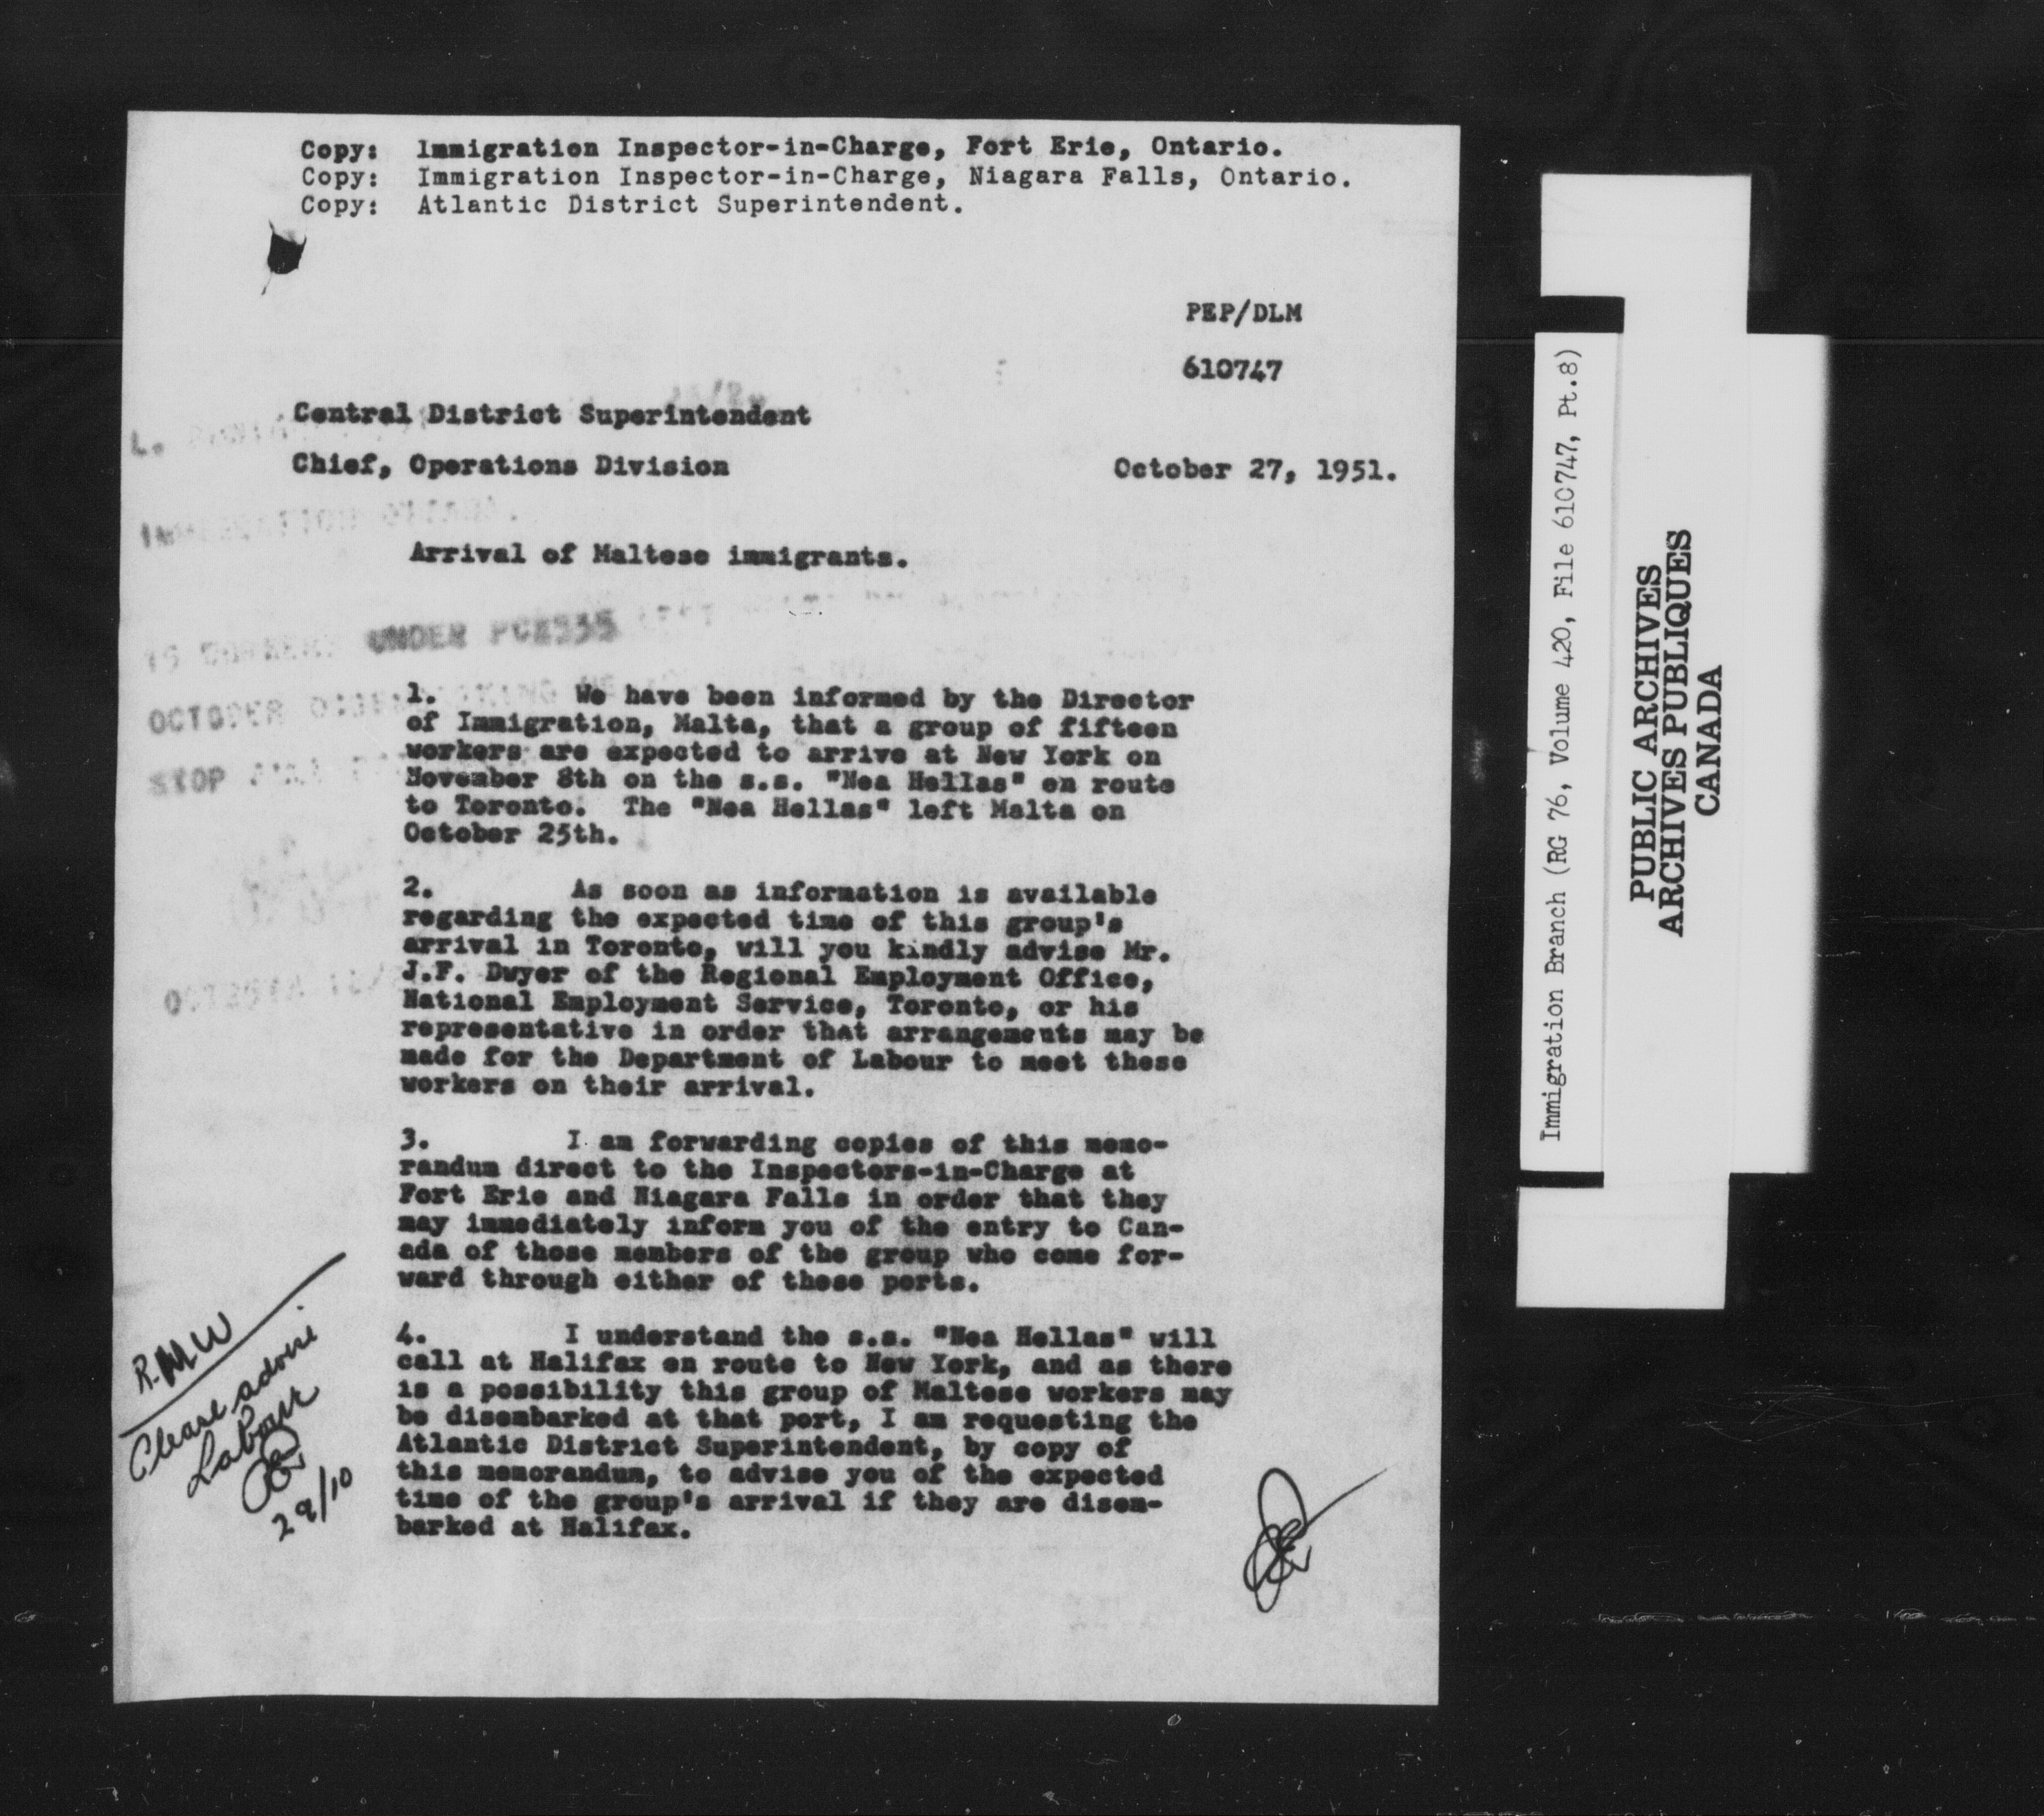 Copy: Immigration Inspector-in-Charge, Fort Erie, Ontario.
Copy: Immigration Inspector-in-Charge, Niagara Falls, Ontario.
Copy: Atlantic District Superintendent.
PEP/DLM
610747
Central District Superintendent
Chief, Operations Division
October 27, 1951.
Arrival of Maltese immigrants.
UNDER
OCTOBER
STOP
1. We have been informed by the Director
of Immigration, Malta, that a group of fifteen
workers are expected to arrive at New York on
November 8th on the s.s. "Nea Hellas" en route
to Toronto. The "Nea Hellas" left Malta on
October 25th.
2. As soon as information is available
regarding the expected time of this group's
arrival in Toronto, will you kindly advise Mr.
J.F. Dwyer of the Regional Employment Office,
National Employment Service, Toronto, or his
representative in order that arrangements may be
made for the Department of Labour to meet these
workers on their arrival.
3. I am forwarding copies of this memo-
randum direct to the Inspectors-in-Charge at
Fort Erie and Niagara Falls in order that they
may immediately inform you of the entry to Can-
ada of those members of the group who come for-
ward through either of these ports.
4. I understand the s.s. "Nea Hellas" will
call at Halifax en route to New York, and as there
is a possibility this group of Maltese workers may
be disembarked at that port, I am requesting the
Atlantic District Superintendent, by copy of
this memorandum, to advise you of the expected
time of the group's arrival if they are disem-
barked at Halifax.
R.MW
Please advise
Labour
29/10
Immigration Branch (RG 76, Volume 420, File 610747, Pt.8)
PUBLIC ARCHIVES
ARCHIVES PUBLIQUES
CANADA